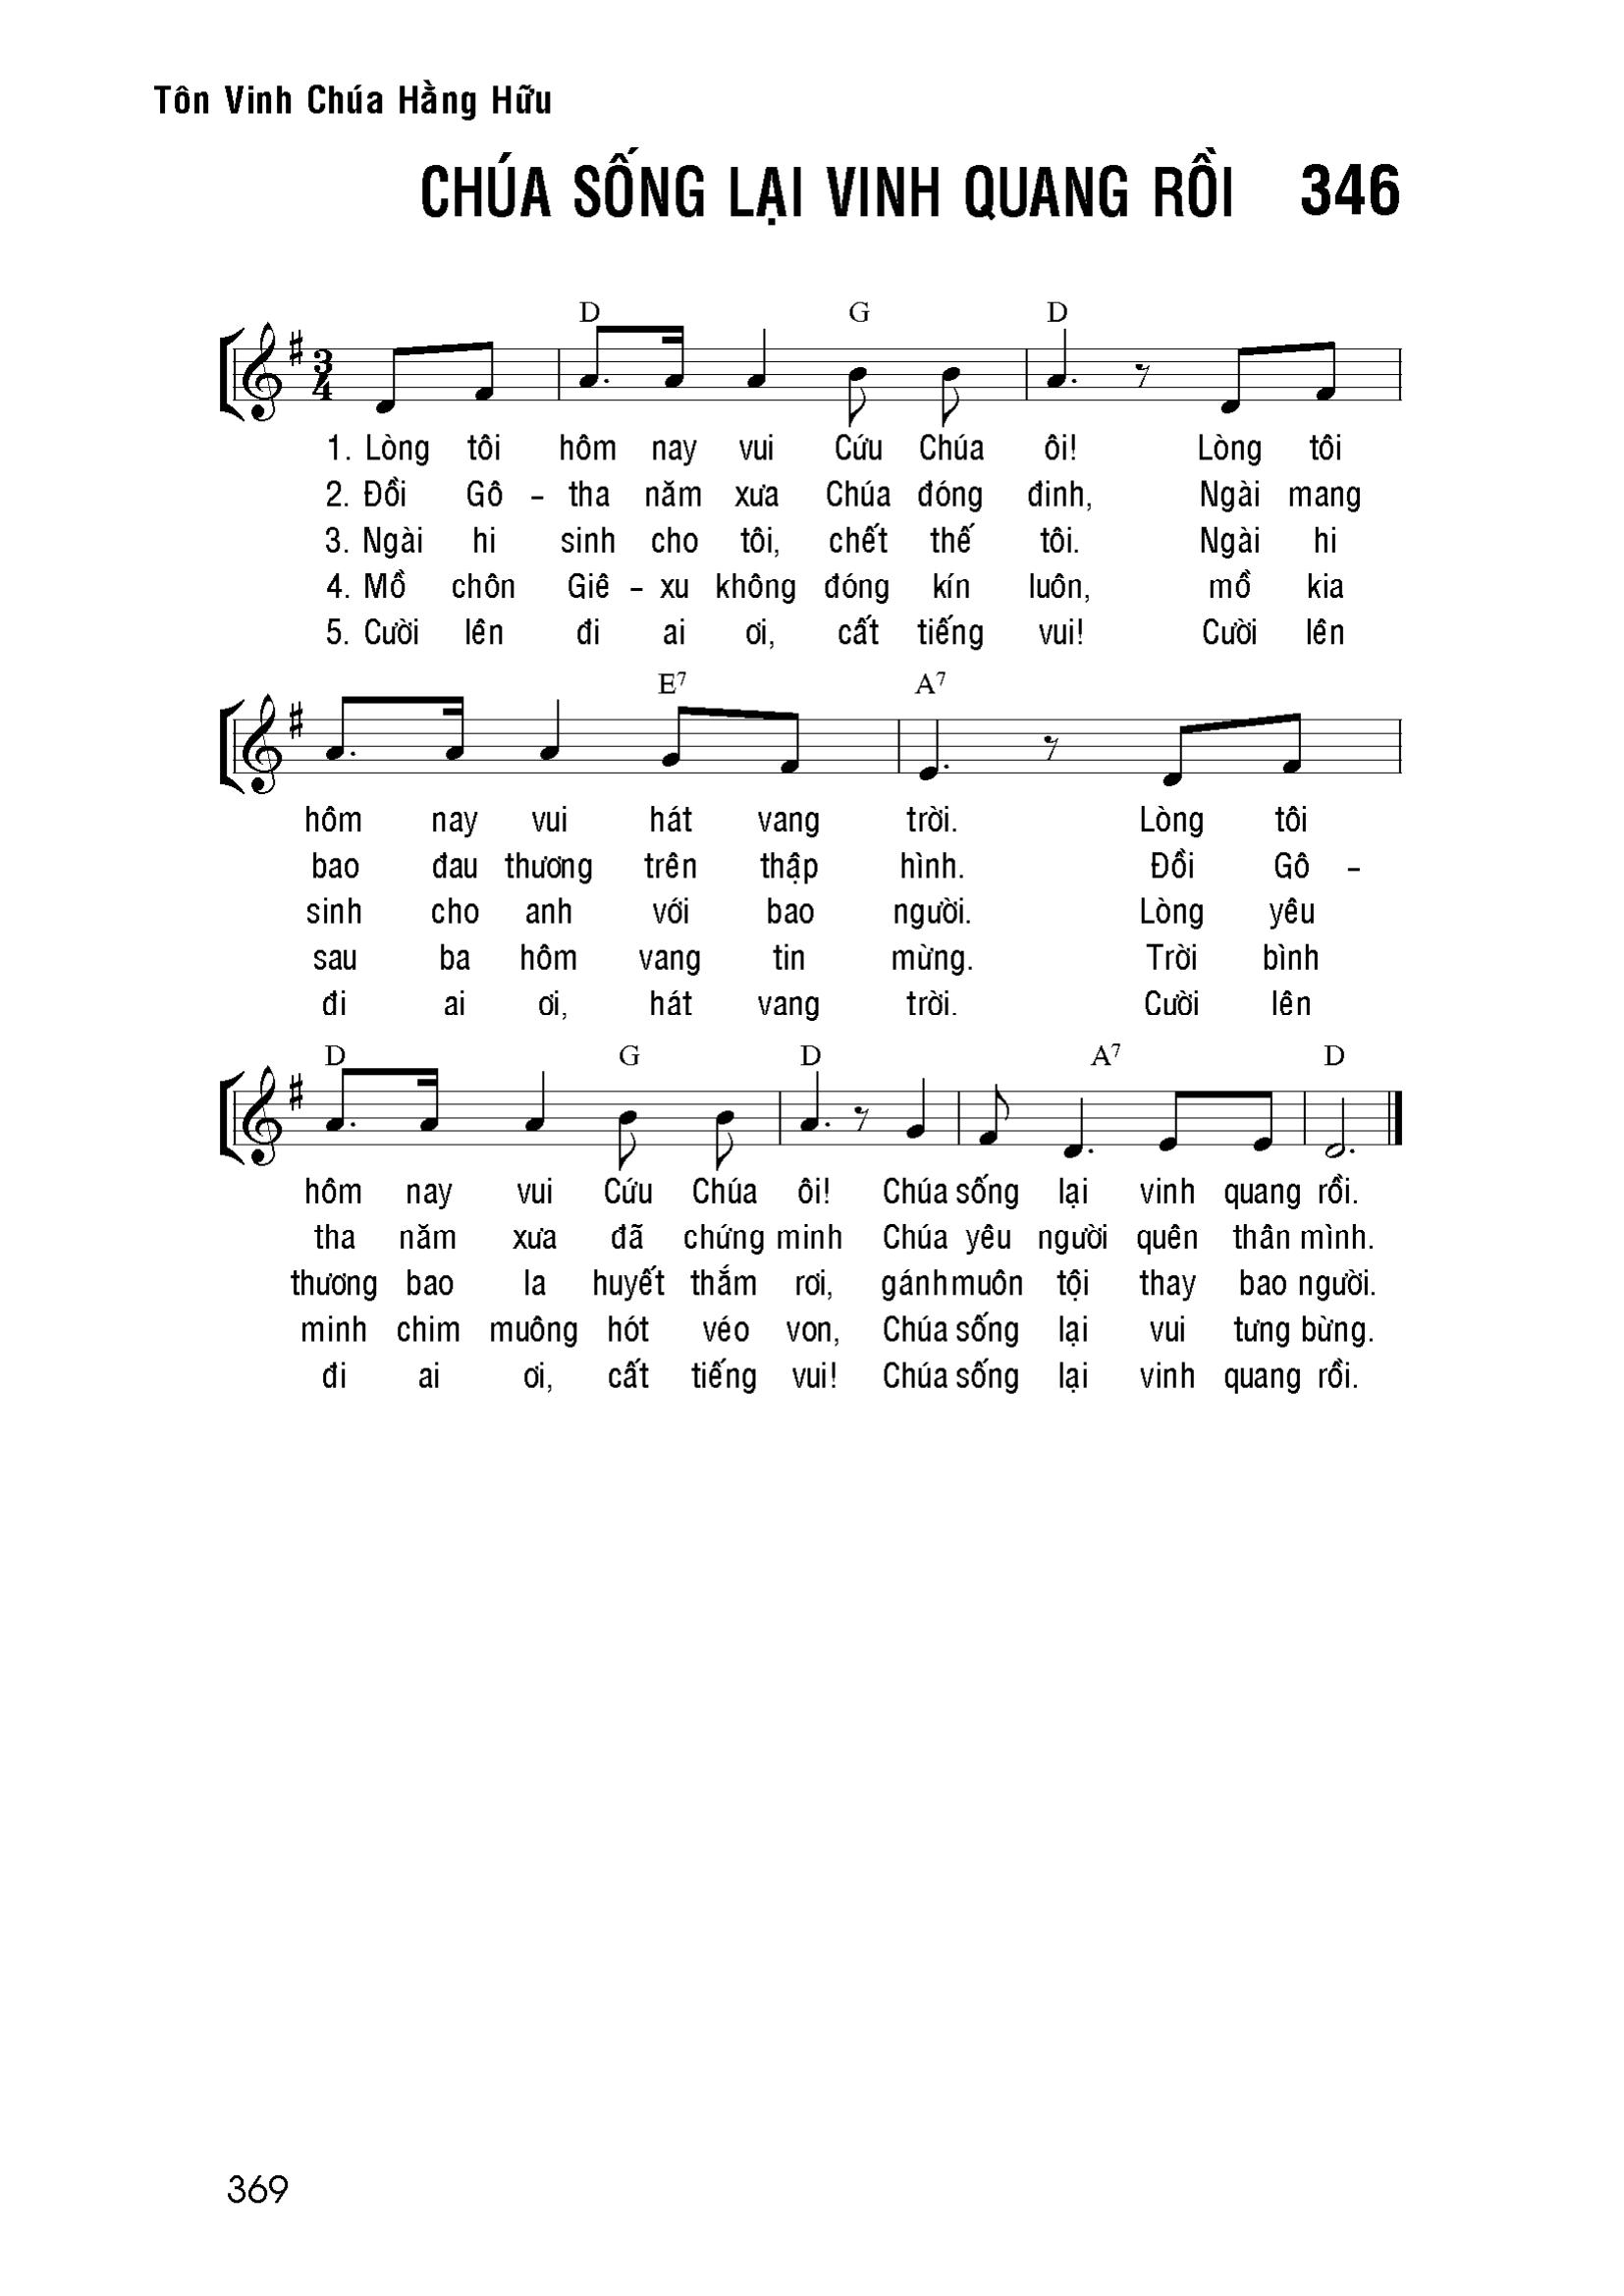 Tôn Vinh Chúa Hằng Hữu
CHÚA SỐNG LẠI VINH QUANG RỒI 346
D G D
3
4
1. Lòng tôi hôm nay vui Cứu Chúa ôi! Lòng tôi
2. Đồi Gô - tha năm xưa Chúa đóng đinh, Ngài mang
3. Ngài hi sinh cho tôi, chết thế tôi. Ngài hi
4. Mồ chôn Giê - xu không đóng kín luôn, mồ kia
5. Cười lên đi ai ơi, cất tiếng vui! Cười lên
E7 A7
hôm nay vui hát vang trời. Lòng tôi
bao đau thương trên thập hình. Đồi Gô -
sinh cho anh với bao người. Lòng yêu
sau ba hôm vang tin mừng. Trời bình
đi ai ơi, hát vang trời. Cười lên
D G D A7 D
hôm nay vui Cứu Chúa ôi! Chúa sống lại vinh quang rồi.
tha năm xưa đã chứng minh Chúa yêu người quên thân mình.
thương bao la huyết thắm rơi, gánh muôn tội thay bao người.
minh chim muông hót véo von, Chúa sống lại vui tưng bừng.
đi ai ơi, cất tiếng vui! Chúa sống lại vinh quang rồi.
369